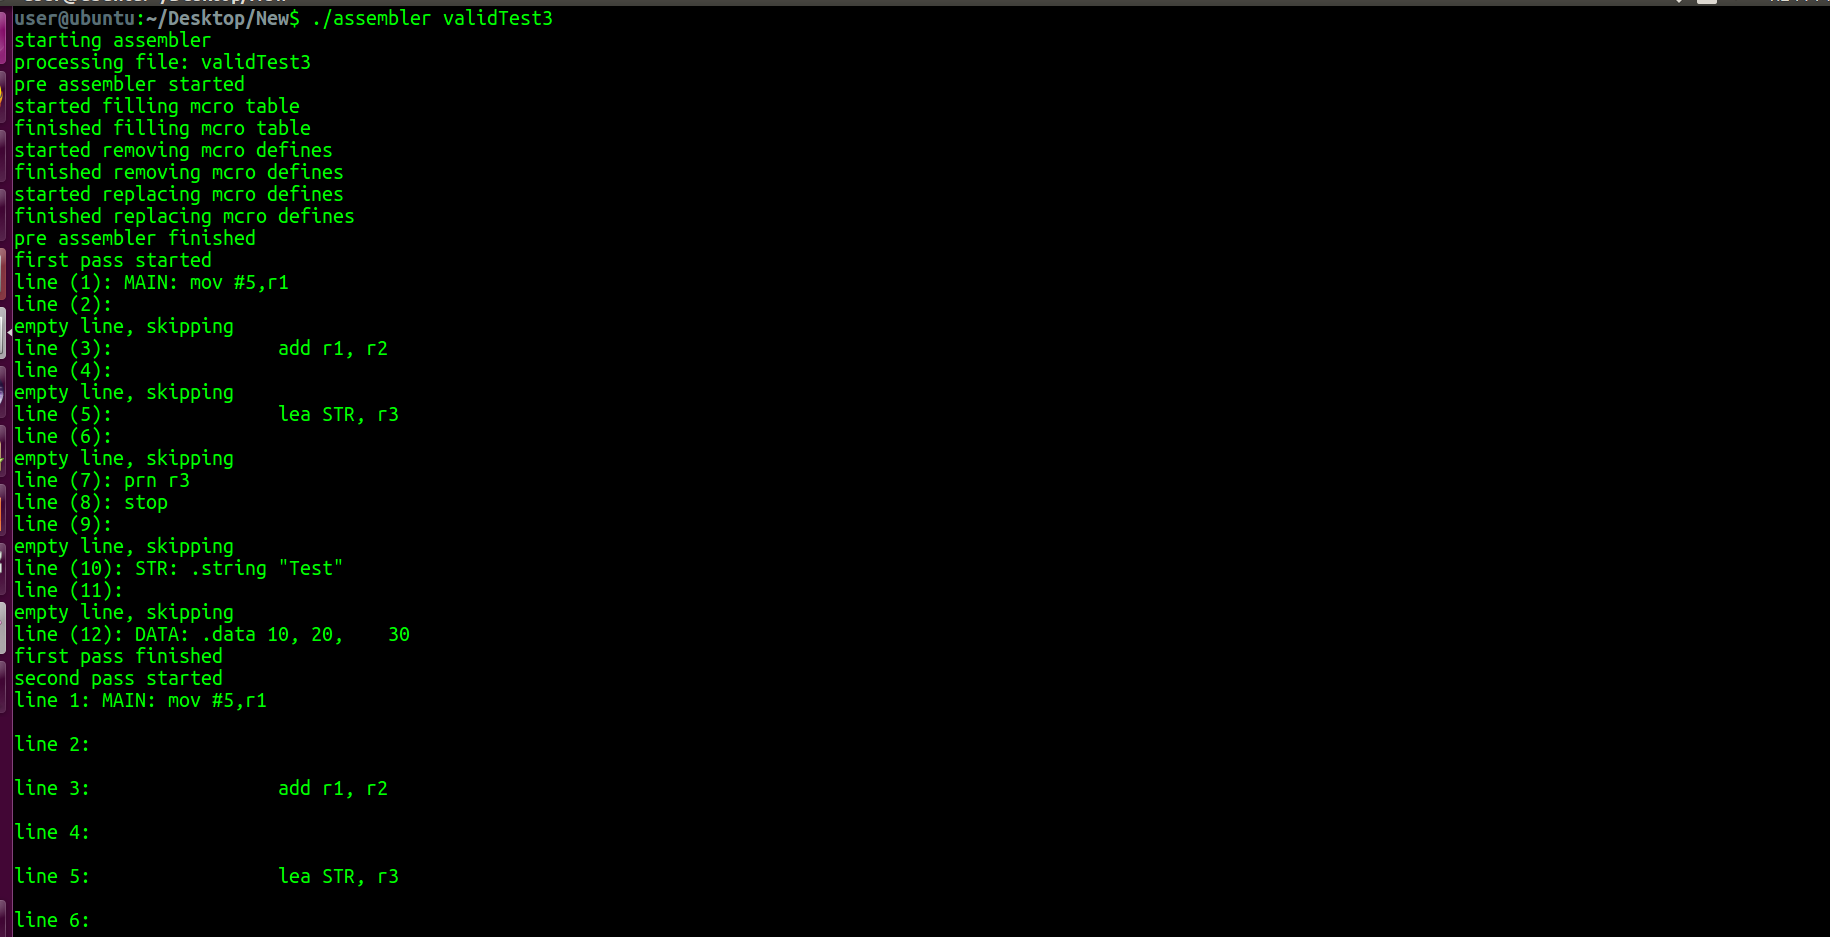 user@ubuntu:~/Desktop/New$ ./assembler validTest3
starting assembler
processing file: validTest3
pre assembler started
started filling mcro table
finished filling mcro table
started removing mcro defines
finished removing mcro defines
started replacing mcro defines
finished replacing mcro defines
pre assembler finished
first pass started
line (1): MAIN: mov #5,r1
line (2):
empty line, skipping
line (3):               add r1, r2
line (4):
empty line, skipping
line (5):               lea STR, r3
line (6):
empty line, skipping
line (7): prn r3
line (8): stop
line (9):
empty line, skipping
line (10): STR: .string "Test"
line (11):
empty line, skipping
line (12): DATA: .data 10, 20,    30
first pass finished
second pass started
line 1: MAIN: mov #5,r1
line 2:
line 3:                 add r1, r2
line 4:
line 5:                 lea STR, r3
line 6: